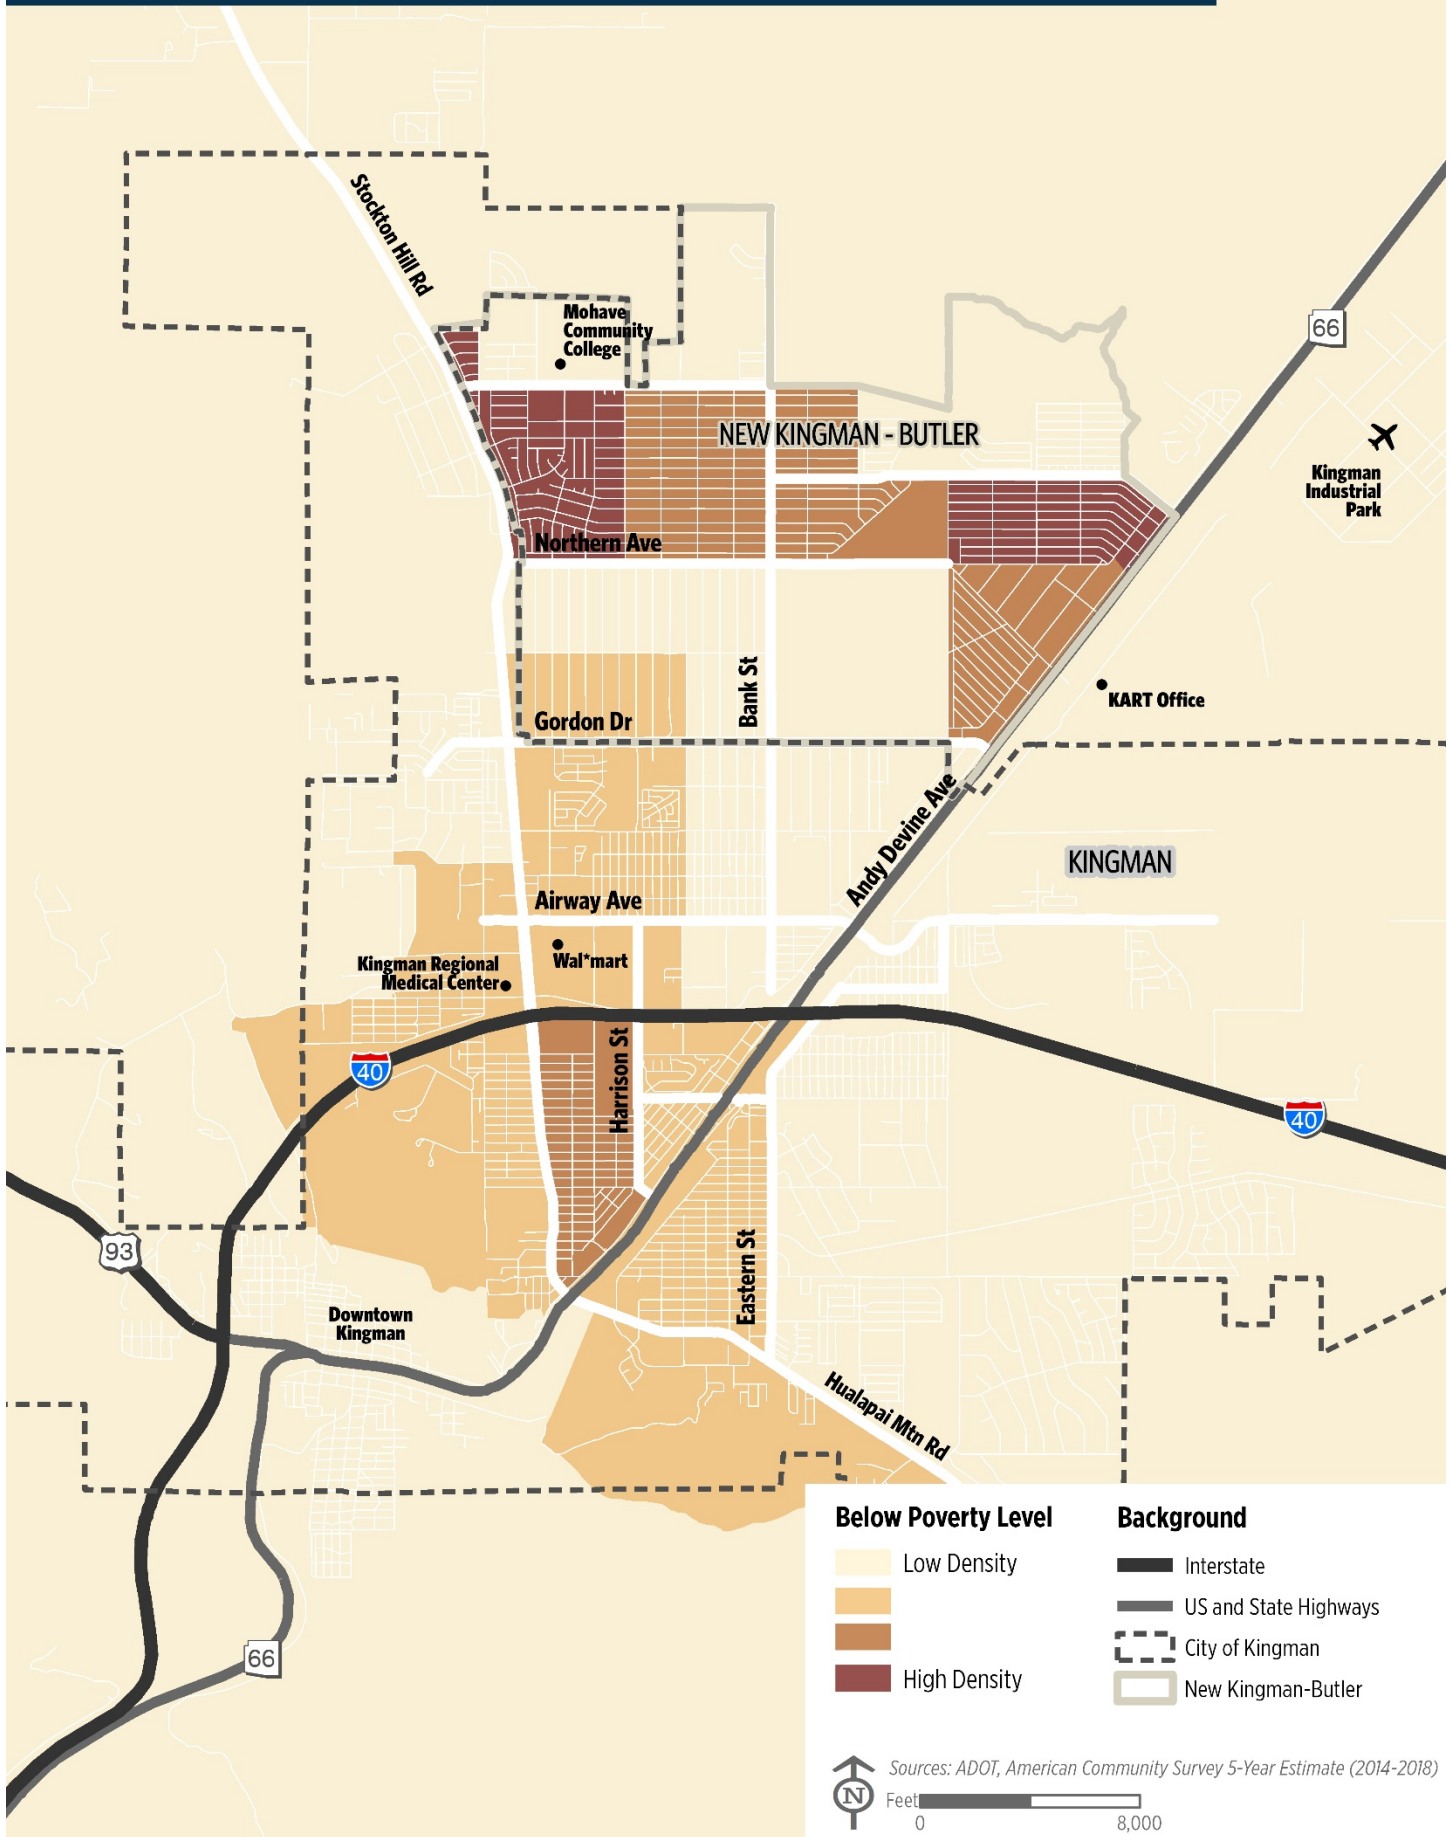 Stockton Hill Rd
Mohave
Community
College
66
NEW KINGMAN - BUTLER
Kingman
Industrial
Park
Northern Ave
Bank St
KART Office
Gordon Dr
Andy Devine Ave
KINGMAN
Airway Ave
Wal*mart
Kingman Regional
Medical Center
Harrison St
40
40
93
Eastern St
Downtown
Kingman
Hualapai Mtn Rd
66
Below Poverty Level
Low Density
High Density
Background
Interstate
US and State Highways
City of Kingman
New Kingman-Butler
Sources: ADOT, American Community Survey 5-Year Estimate (2014-2018)
N
Feet
0 8,000